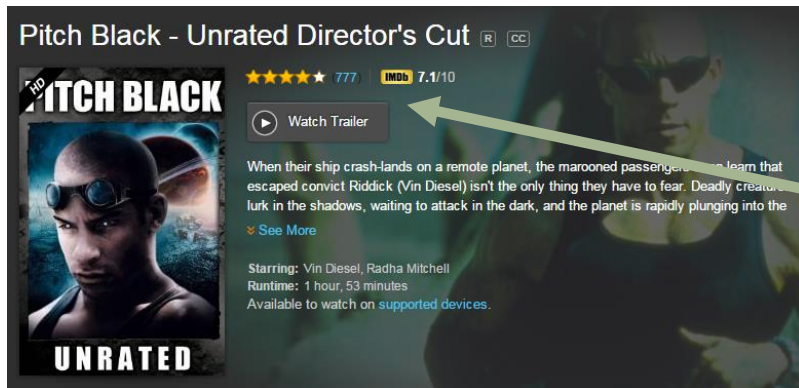 Pitch Black - Unrated Director's Cut R CC
HD
PITCH BLACK
UNRATED
(777) IMDb 7.1/10
Watch Trailer
When their ship crash-lands on a remote planet, the marooned passengers learn that
escaped convict Riddick (Vin Diesel) isn't the only thing they have to fear. Deadly
lurk in the shadows, waiting to attack in the dark, and the planet is rapidly plunging into the
See More
Starring: Vin Diesel, Radha Mitchell
Runtime: 1 hour, 53 minutes
Available to watch on supported devices.